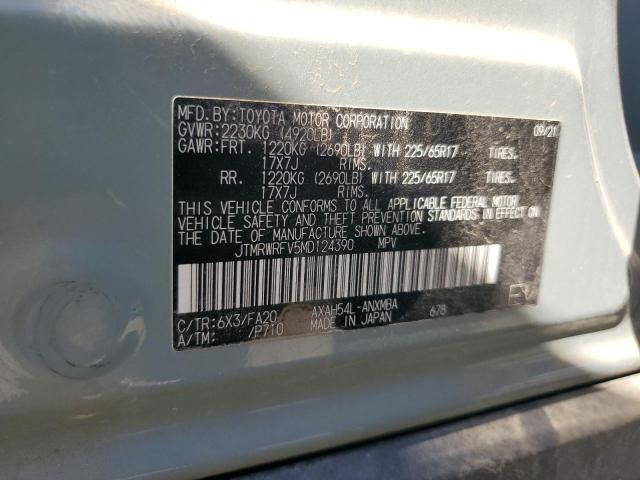 MFD.BY:TOYOTA MOTOR CORPORATION 09/21
GVWR:2230KG (4920LB)
GAWR:FRT. 1220KG (2690LB) WITH 225/65R17 TIRES.
17X7J RIMS.
RR. 1220KG (2690LB) WITH 225/65R17 TIRES.
17X7J RIMS.
THIS VEHICLE CONFORMS TO ALL APPLICABLE FEDERAL MOTOR
VEHICLE SAFETY AND THEFT PREVENTION STANDARDS IN EFFECT ON
THE DATE OF MANUFACTURE SHOWN ABOVE.
JTMRWRFV5MD124390 MPV
C/TR:6X3/FA20 AXAH54L-ANXMBA 678
A/TM: /P710 MADE IN JAPAN